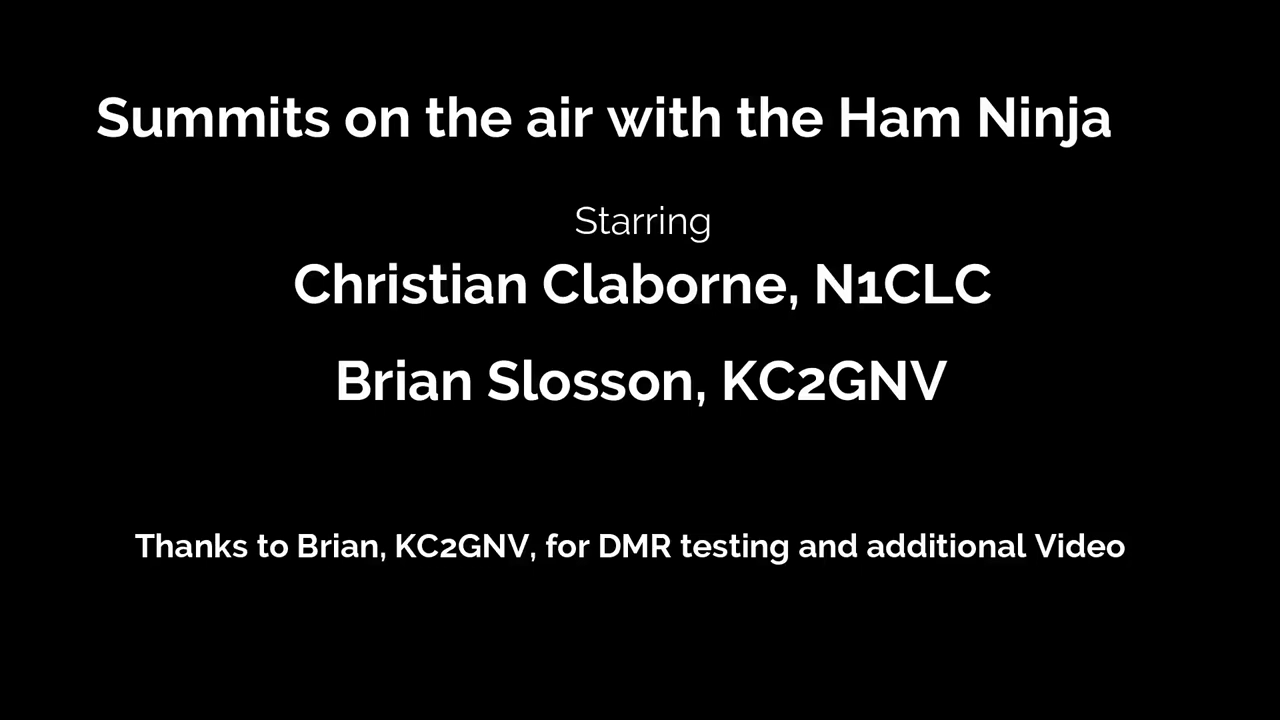 Summits on the air with the Ham Ninja
Starring
Christian Claborne, N1CLC
Brian Slosson, KC2GNV
Thanks to Brian, KC2GNV, for DMR testing and additional Video